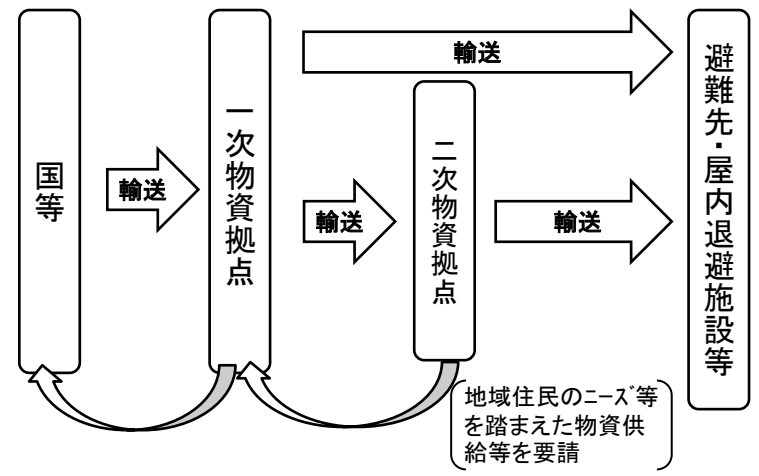 国等
輸送
一次物資拠点
輸送
輸送
二次物資拠点
輸送
避難先・屋内退避施設等
地域住民のﾆｰｽﾞ等
を踏まえた物資供
給等を要請